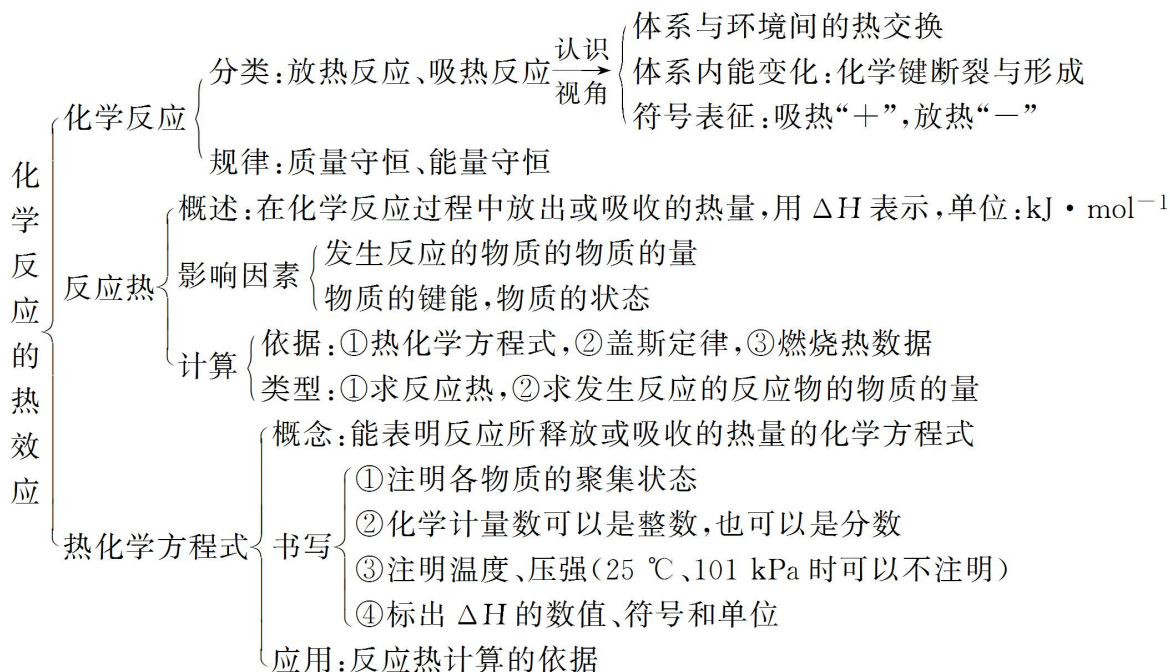 化学反应的热效应
化学反应
分类:放热反应、吸热反应
认识
视角
体系与环境间的热交换
体系内能变化:化学键断裂与形成
符号表征:吸热“+”,放热“-”
规律:质量守恒、能量守恒
反应热
概述:在化学反应过程中放出或吸收的热量,用 ΔH 表示,单位:kJ·mol⁻¹
影响因素
发生反应的物质的物质的量
物质的键能,物质的状态
计算
依据:①热化学方程式,②盖斯定律,③燃烧热数据
类型:①求反应热,②求发生反应的反应物的物质的量
热化学方程式
概念:能表明反应所释放或吸收的热量的化学方程式
书写
①注明各物质的聚集状态
②化学计量数可以是整数,也可以是分数
③注明温度、压强(25 ℃、101 kPa 时可以不注明)
④标出 ΔH 的数值、符号和单位
应用:反应热计算的依据